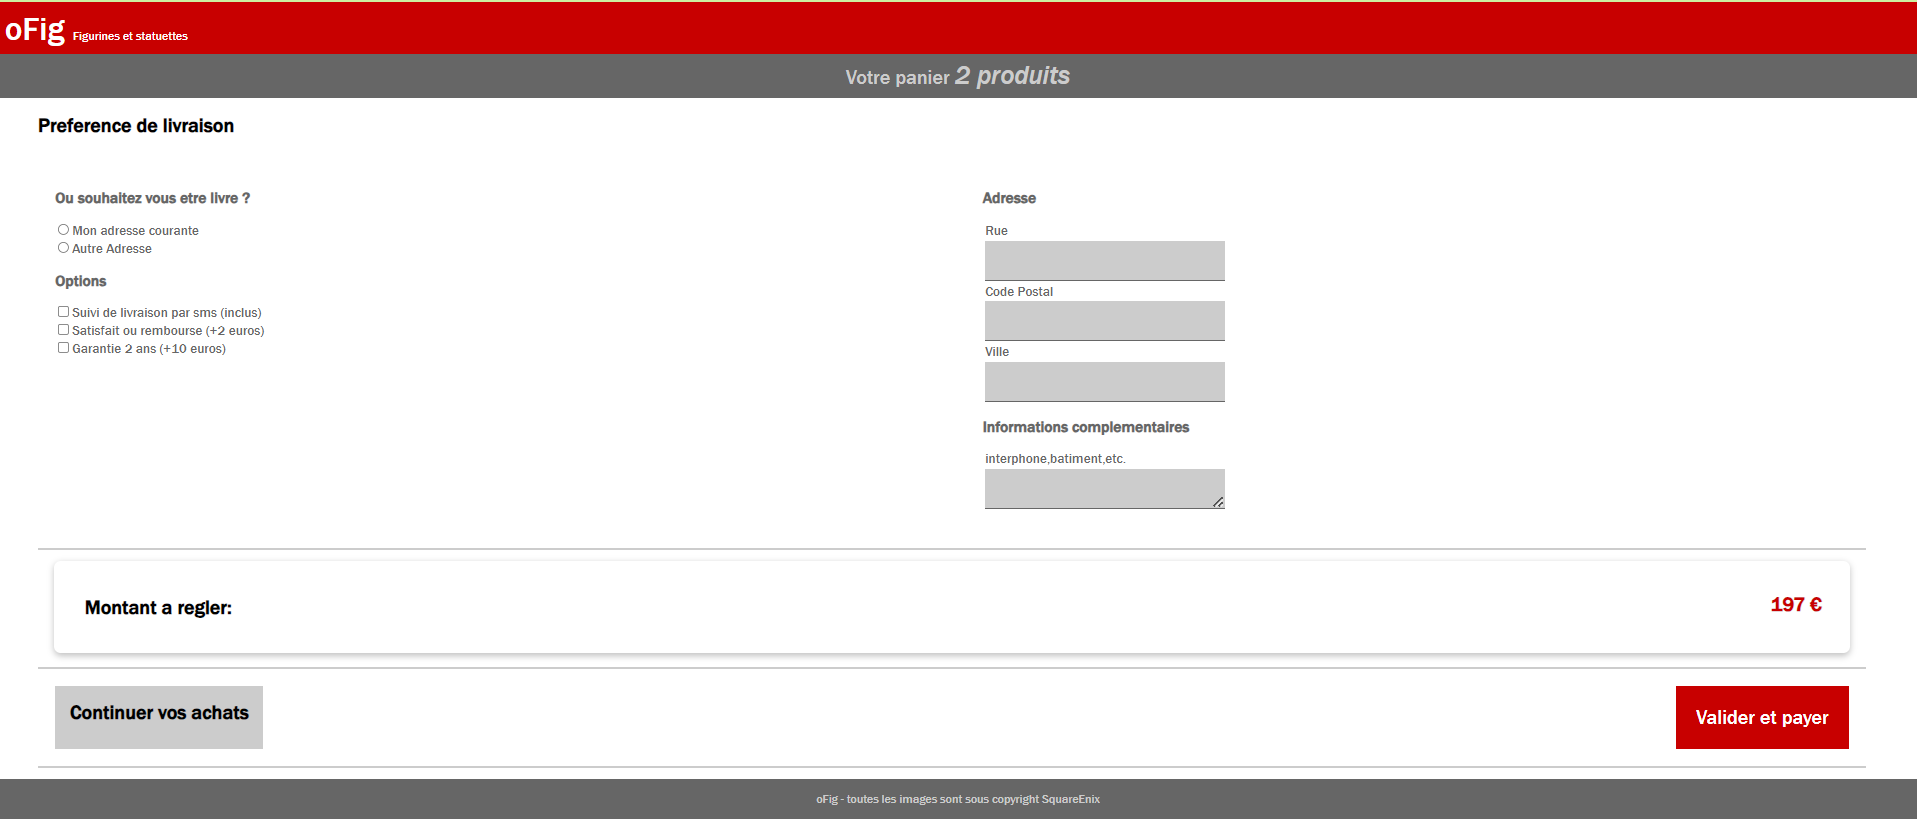 oFig Figurines et statuettes
Votre panier 2 produits
Preference de livraison
Ou souhaitez vous etre livre ?
Mon adresse courante
Autre Adresse
Options
Suivi de livraison par sms (inclus)
Satisfait ou rembourse (+2 euros)
Garantie 2 ans (+10 euros)
Adresse
Rue
Code Postal
Ville
Informations complementaires
interphone,batiment,etc.
Montant a regler:
197 €
Continuer vos achats
Valider et payer
oFig - toutes les images sont sous copyright SquareEnix